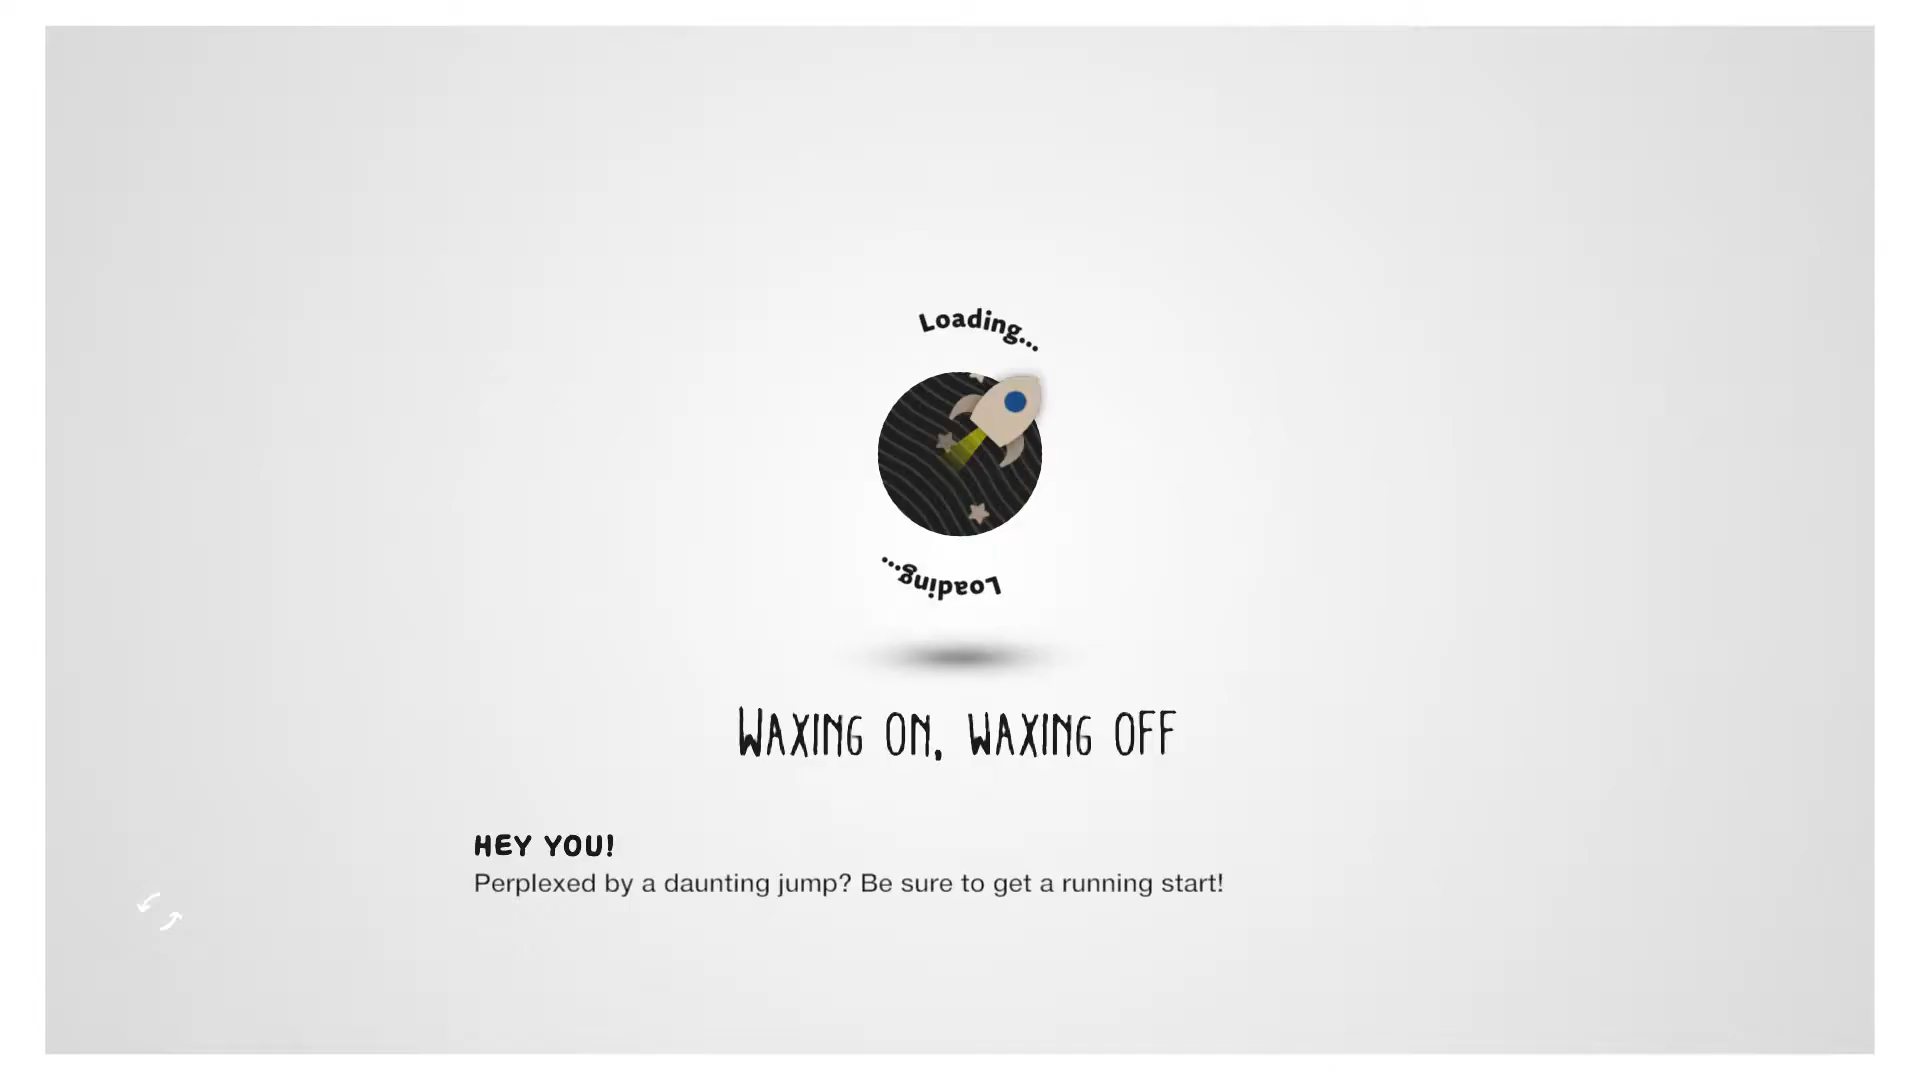 Loading...
Loading...
Waxing on, waxing off
HEY YOU!
Perplexed by a daunting jump? Be sure to get a running start!